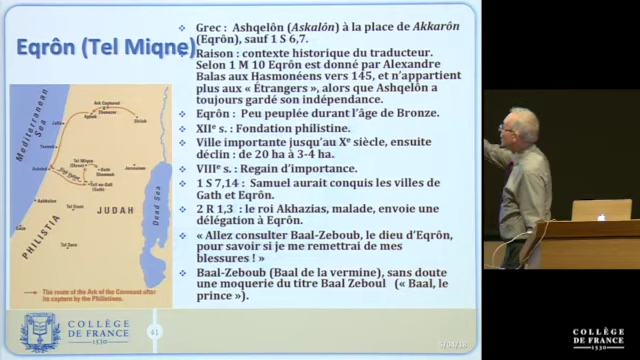 Eqrôn (Tel Miqne)
Grec : Ashqelôn (Askalôn) à la place de Akkarôn
(Eqrôn), sauf 1 S 6,7.
Raison : contexte historique du traducteur.
Selon 1 M 10 Eqrôn est donné par Alexandre
Balas aux Hasmonéens vers 145, et n'appartient
plus aux « Étrangers », alors que Ashqelôn a
toujours gardé son indépendance.
Eqrôn : Peu peuplée durant l'âge de Bronze.
XIIe s. : Fondation philistine.
Ville importante jusqu'au Xe siècle, ensuite
déclin : de 20 ha à 3-4 ha.
VIIIe s. : Regain d'importance.
1 S 7,14 : Samuel aurait conquis les villes de
Gath et Eqrôn.
2 R 1,3 : le roi Akhazias, malade, envoie une
délégation à Eqrôn.
« Allez consulter Baal-Zeboub, le dieu d'Eqrôn,
pour savoir si je me remettrai de mes
blessures ! »
Baal-Zeboub (Baal de la vermine), sans doute
une moquerie du titre Baal Zeboul (« Baal, le
prince »).
Mediterranean
Sea
Ark Captured
Ebenezer
Aphek
Shiloh
Jerusalem
Ashkelon
JUDAH
PHILISTIA
Dead Sea
The route of the Ark of the Covenant after
its capture by the Philistines
COLLÈGE
DE FRANCE
1530
41
COLLÈGE
DE FRANCE
1530